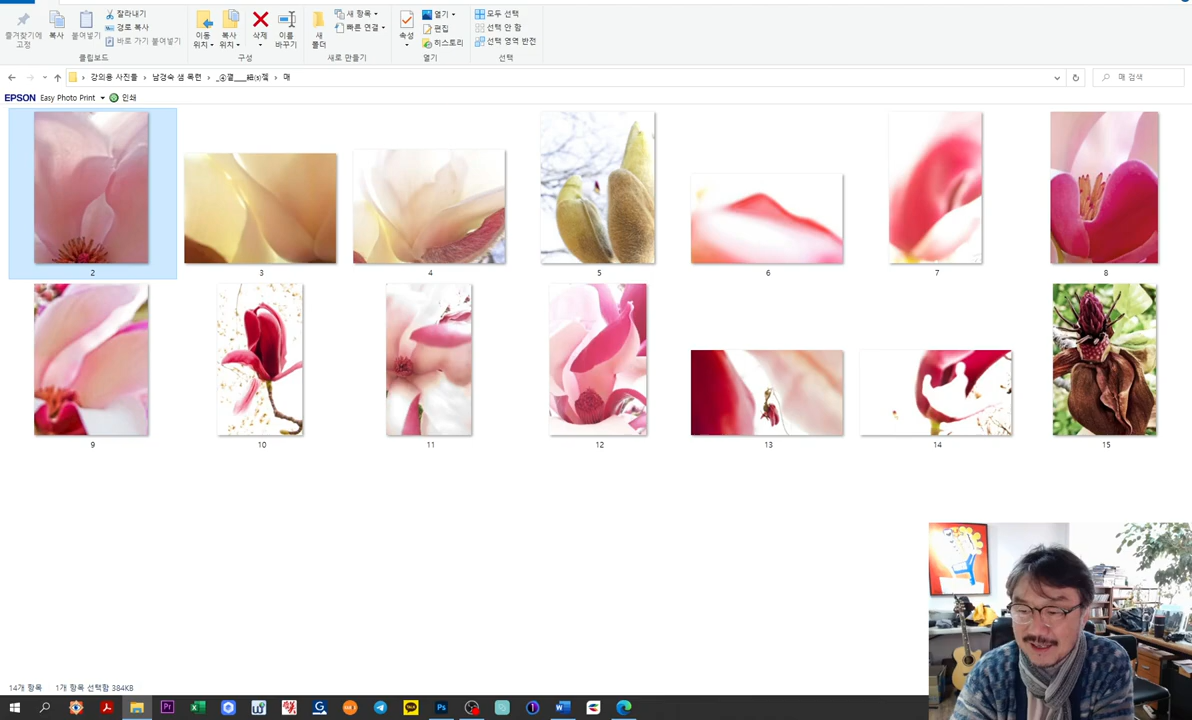 잘라내기
경로 복사
바로 가기 붙여넣기
즐겨찾기에
고정
복사
붙여넣기
클립보드
이동
위치
복사
위치
삭제
이름
바꾸기
구성
새 항목
빠른 연결
새
폴더
새로 만들기
속성
열기
편집
히스토리
열기
모두 선택
선택 안 함
선택 영역 반전
선택
강의용 사진들 > 남경숙 샘 목련 > > 매
매 검색
EPSON Easy Photo Print 인쇄
2 3 4 5 6 7 8
9 10 11 12 13 14 15
14개 항목 1개 항목 선택함 384KB